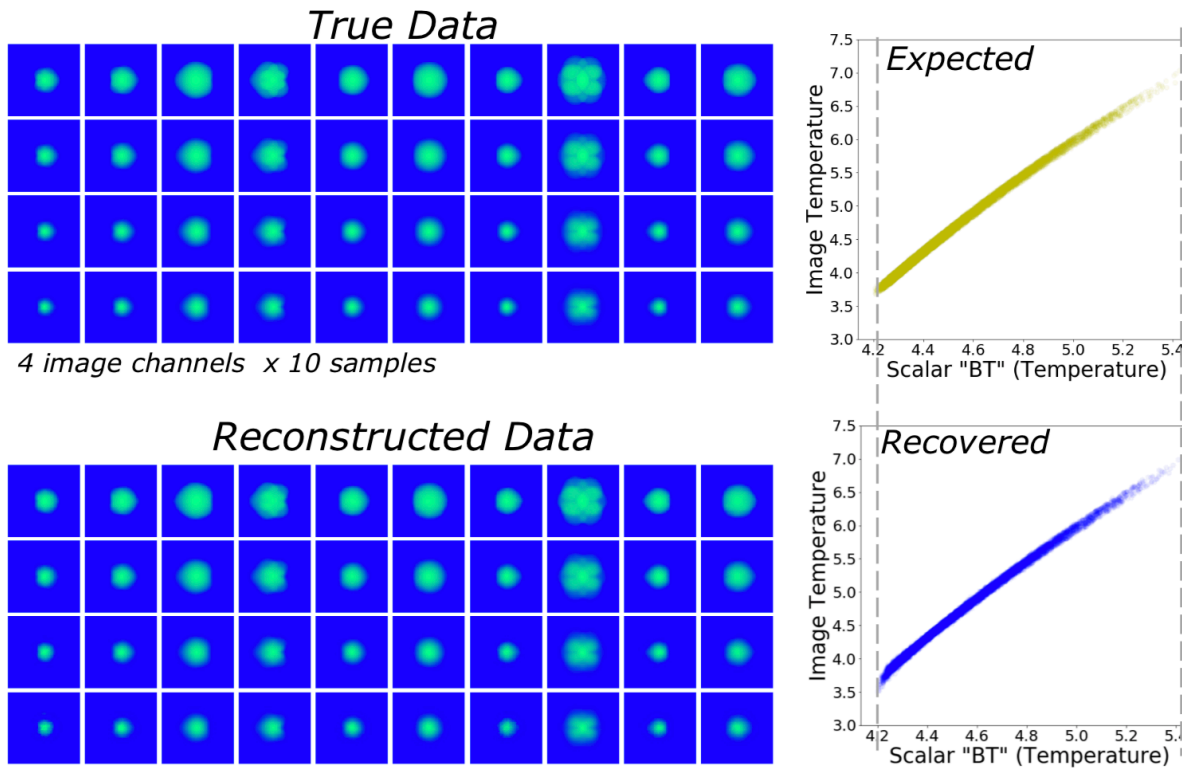 True Data
4 image channels x 10 samples
Expected
Image Temperature
7.5
7.0
6.5
6.0
5.5
5.0
4.5
4.0
3.5
3.0
4.2 4.4 4.6 4.8 5.0 5.2 5.4
Scalar "BT" (Temperature)
Reconstructed Data
Recovered
Image Temperature
7.5
7.0
6.5
6.0
5.5
5.0
4.5
4.0
3.5
3.0
4.2 4.4 4.6 4.8 5.0 5.2 5.4
Scalar "BT" (Temperature)